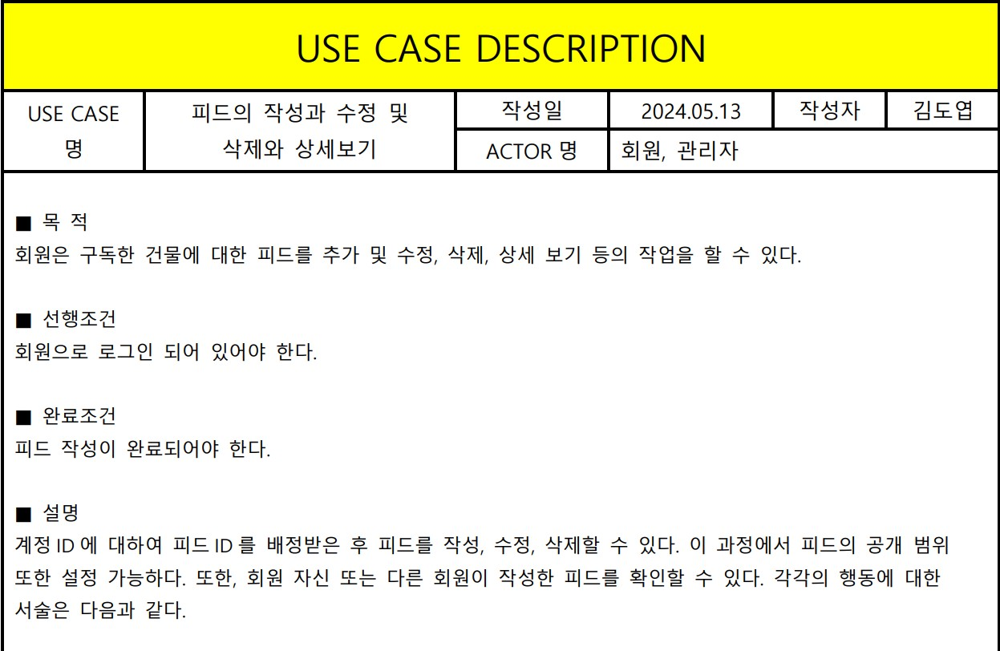 USE CASE DESCRIPTION
USE CASE
명
피드의 작성과 수정 및
삭제와 상세보기
작성일
2024.05.13
작성자
김도엽
ACTOR 명
회원, 관리자
■ 목 적
회원은 구독한 건물에 대한 피드를 추가 및 수정, 삭제, 상세 보기 등의 작업을 할 수 있다.
■ 선행조건
회원으로 로그인 되어 있어야 한다.
■ 완료조건
피드 작성이 완료되어야 한다.
■ 설명
계정 ID 에 대하여 피드 ID 를 배정받은 후 피드를 작성, 수정, 삭제할 수 있다. 이 과정에서 피드의 공개 범위
또한 설정 가능하다. 또한, 회원 자신 또는 다른 회원이 작성한 피드를 확인할 수 있다. 각각의 행동에 대한
서술은 다음과 같다.